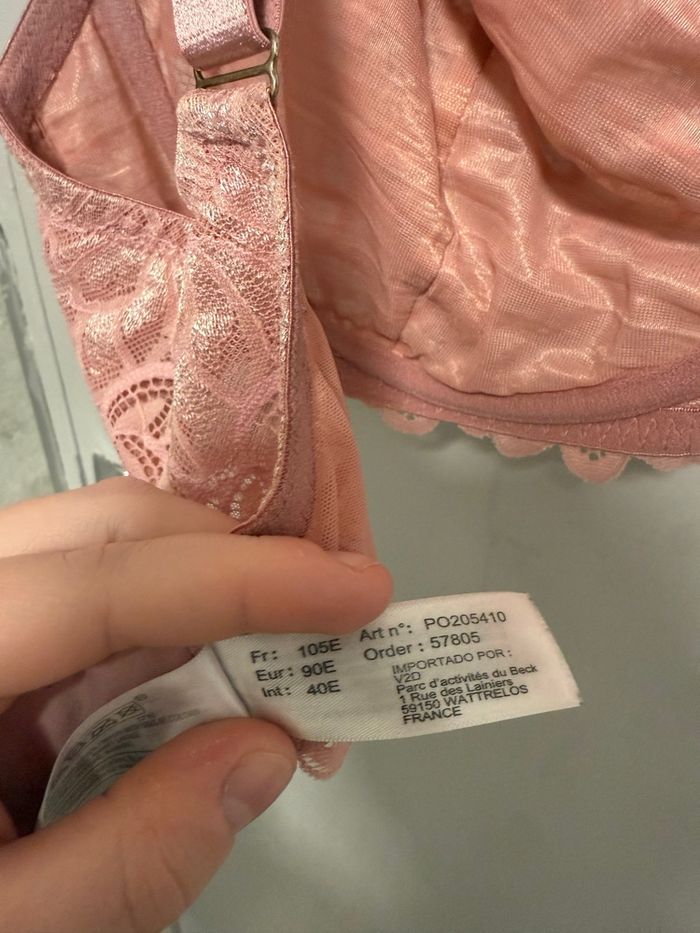 Fr : 105E
Eur : 90E
Int : 40E
Art n° : PO205410
Order : 57805
IMPORTADO POR :
V2D
Parc d'activités du Beck
1 Rue des Lainiers
59150 WATTRELOS
FRANCE